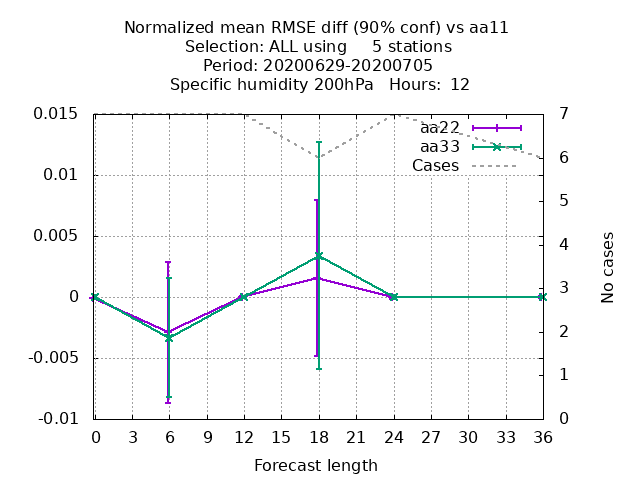 Normalized mean RMSE diff (90% conf) vs aa11
Selection: ALL using     5 stations
Period: 20200629-20200705
Specific humidity 200hPa   Hours:  12
0.015
0.01
0.005
0
-0.005
-0.01
aa22
aa33
Cases
7
6
5
4
3
2
1
0
No cases
0 3 6 9 12 15 18 21 24 27 30 33 36
Forecast length